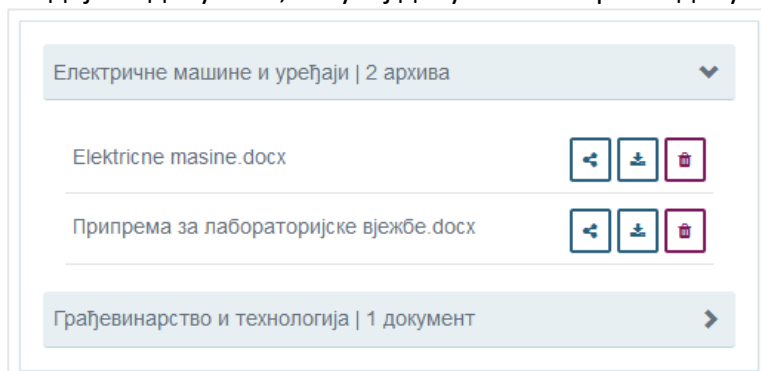 Електричне машине и уређаји | 2 архива
Elektricne masine.docx
Припрема за лабораторијске вјежбе.docx
Грађевинарство и технологија | 1 документ